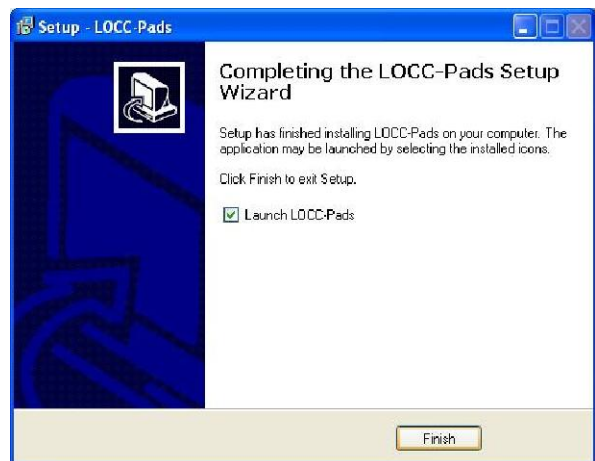 Setup - LOCC-Pads
Completing the LOCC-Pads Setup
Wizard
Setup has finished installing LOCC-Pads on your computer. The
application may be launched by selecting the installed icons.
Click Finish to exit Setup.
Launch LOCC-Pads
Finish